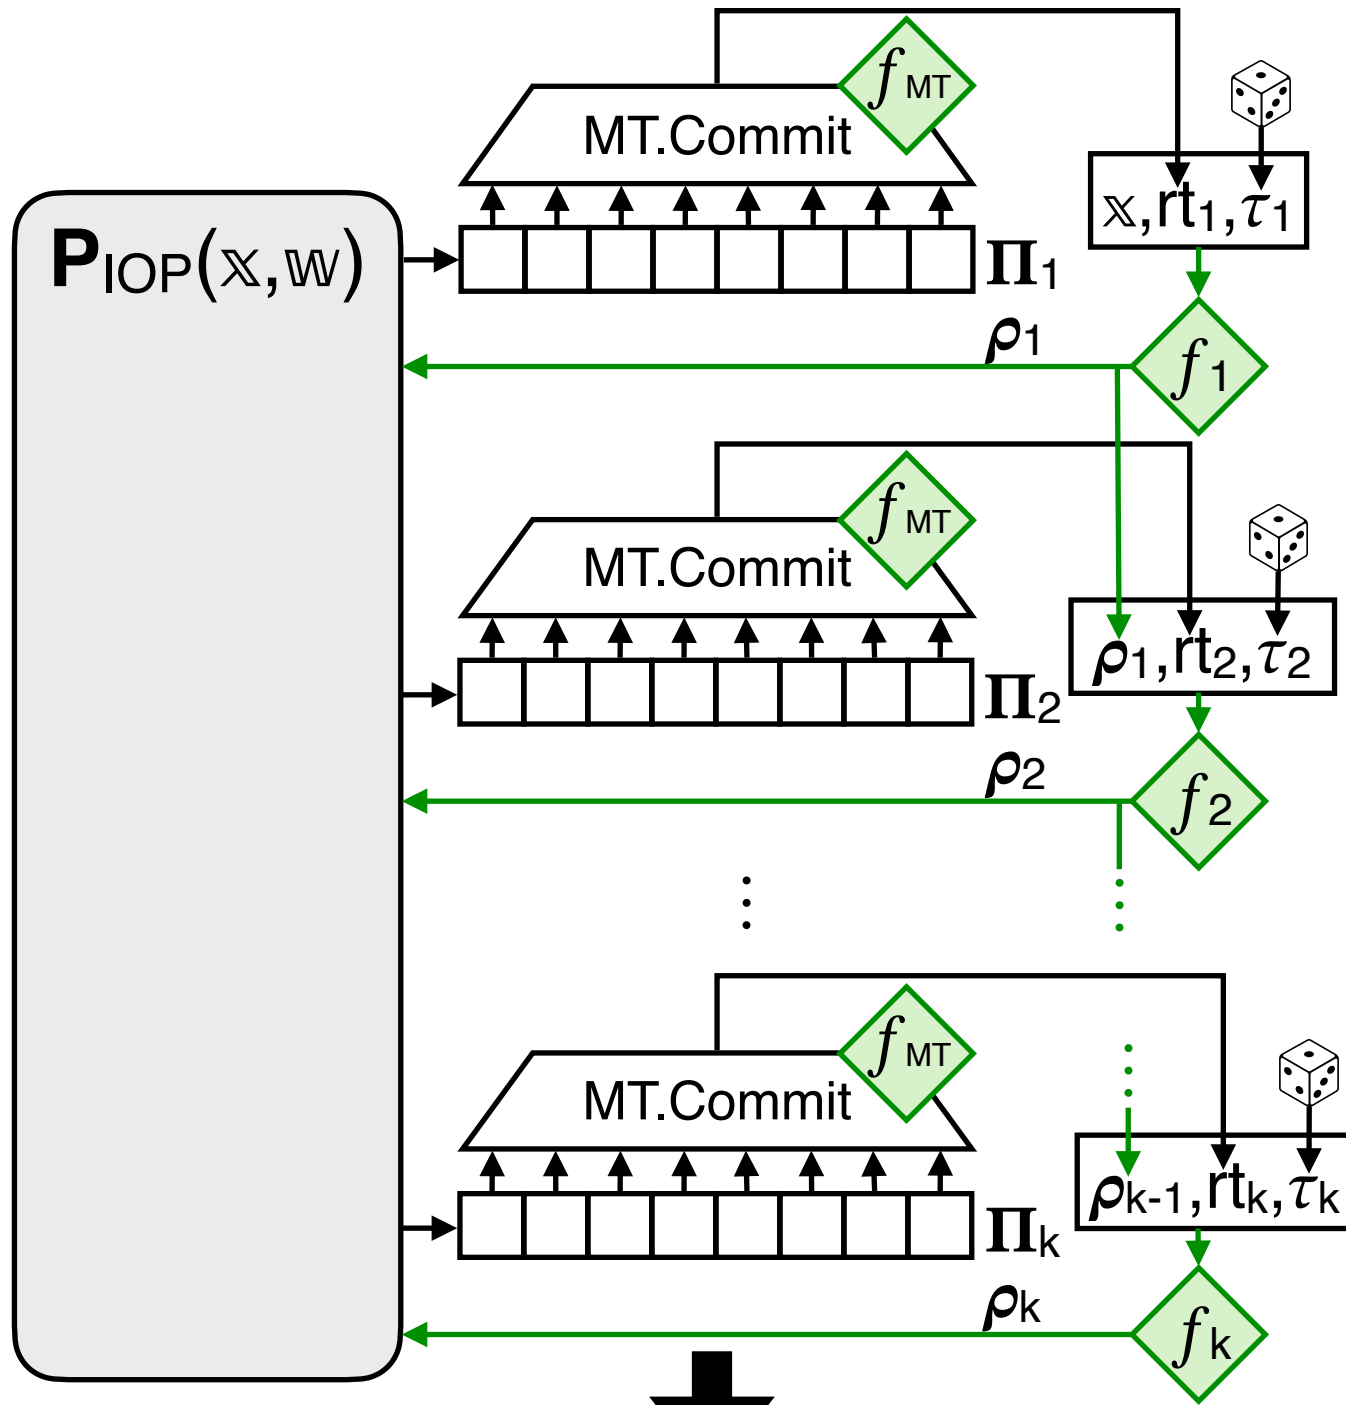 f MT
MT.Commit
𝕩,rt1,τ1
P IOP(𝕩,𝕨)
Π1
ρ1
f1
f MT
MT.Commit
ρ1,rt2,τ2
Π2
ρ2
f2
f MT
MT.Commit
ρk-1,rtk,τk
Πk
ρk
fk